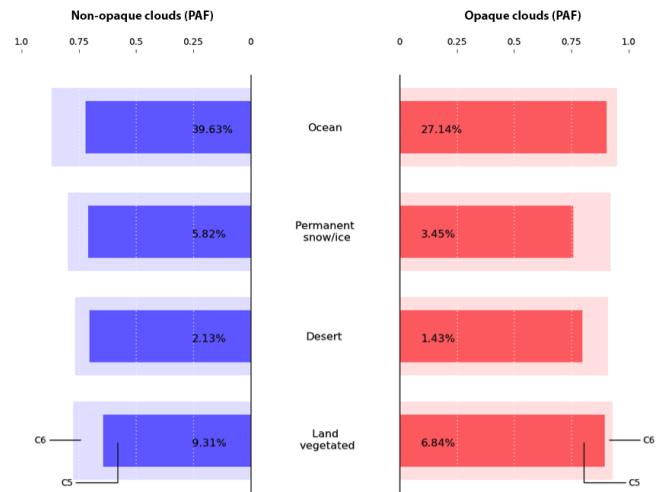 Non-opaque clouds (PAF)
Opaque clouds (PAF)
1.0 0.75 0.5 0.25 0
0 0.25 0.5 0.75 1.0
39.63% Ocean 27.14%
Permanent
5.82% snow/ice 3.45%
2.13% Desert 1.43%
Land
9.31% vegetated 6.84%
C6 C6
C5 C5